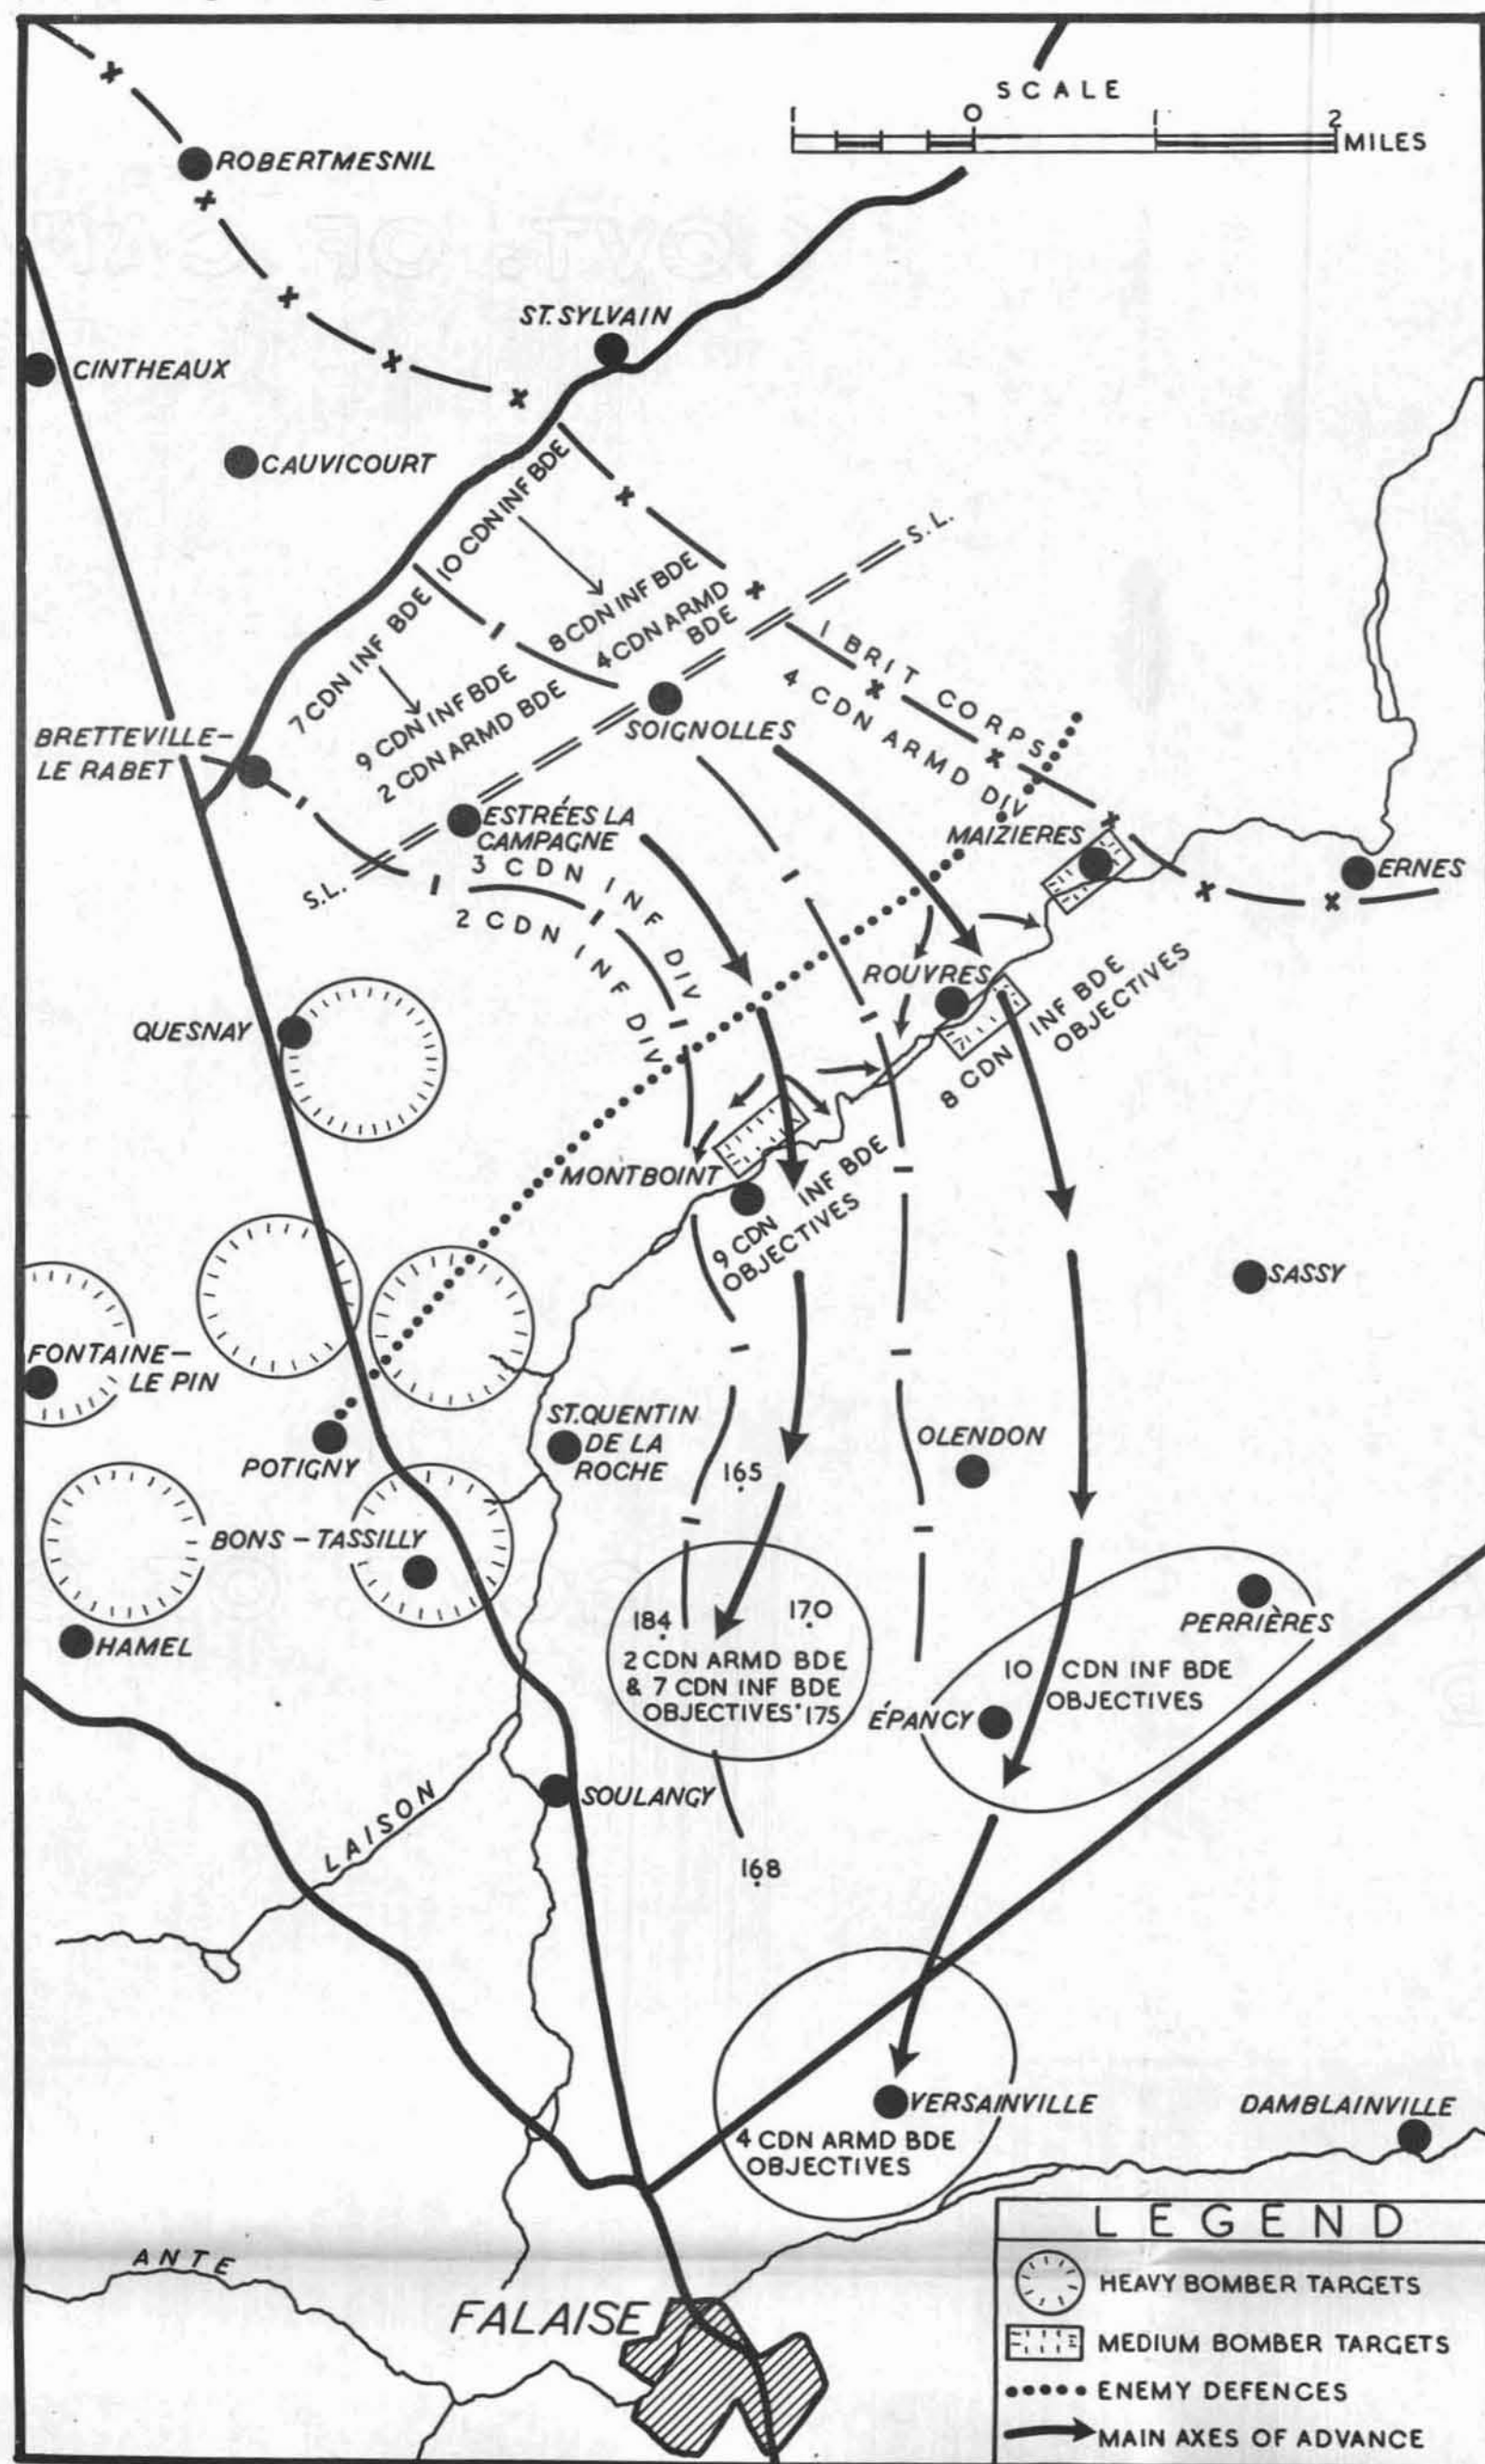 SCALE
1 0 1 2
MILES
ROBERTMESNIL
ST. SYLVAIN
CINTHEAUX
CAUVICOURT
10 CDN INF BDE
7 CDN INF BDE
8 CDN INF BDE
4 CDN ARMD
BDE
9 CDN INF BDE
2 CDN ARMD BDE
S.L.
1 BRIT CORPS
4 CDN ARMD DIV
SOIGNOLLES
BRETTEVILLE-
LE RABET
ESTRÉES LA
CAMPAGNE
S.L.
3 CDN INF DIV
2 CDN INF DIV
MAIZIERES
ERNES
ROUVRES
8 CDN INF BDE
OBJECTIVES
QUESNAY
MONTBOINT
9 CDN INF BDE
OBJECTIVES
SASSY
FONTAINE-
LE PIN
POTIGNY
ST. QUENTIN
DE LA
ROCHE
165
OLENDON
BONS-TASSILLY
HAMEL
184
170
2 CDN ARMD BDE
& 7 CDN INF BDE
OBJECTIVES 175
PERRIÈRES
10 CDN INF BDE
OBJECTIVES
ÉPANCY
SOULANGY
LAISON
168
VERSAINVILLE
4 CDN ARMD BDE
OBJECTIVES
DAMBLAINVILLE
ANTE
FALAISE
LEGEND
HEAVY BOMBER TARGETS
MEDIUM BOMBER TARGETS
ENEMY DEFENCES
MAIN AXES OF ADVANCE